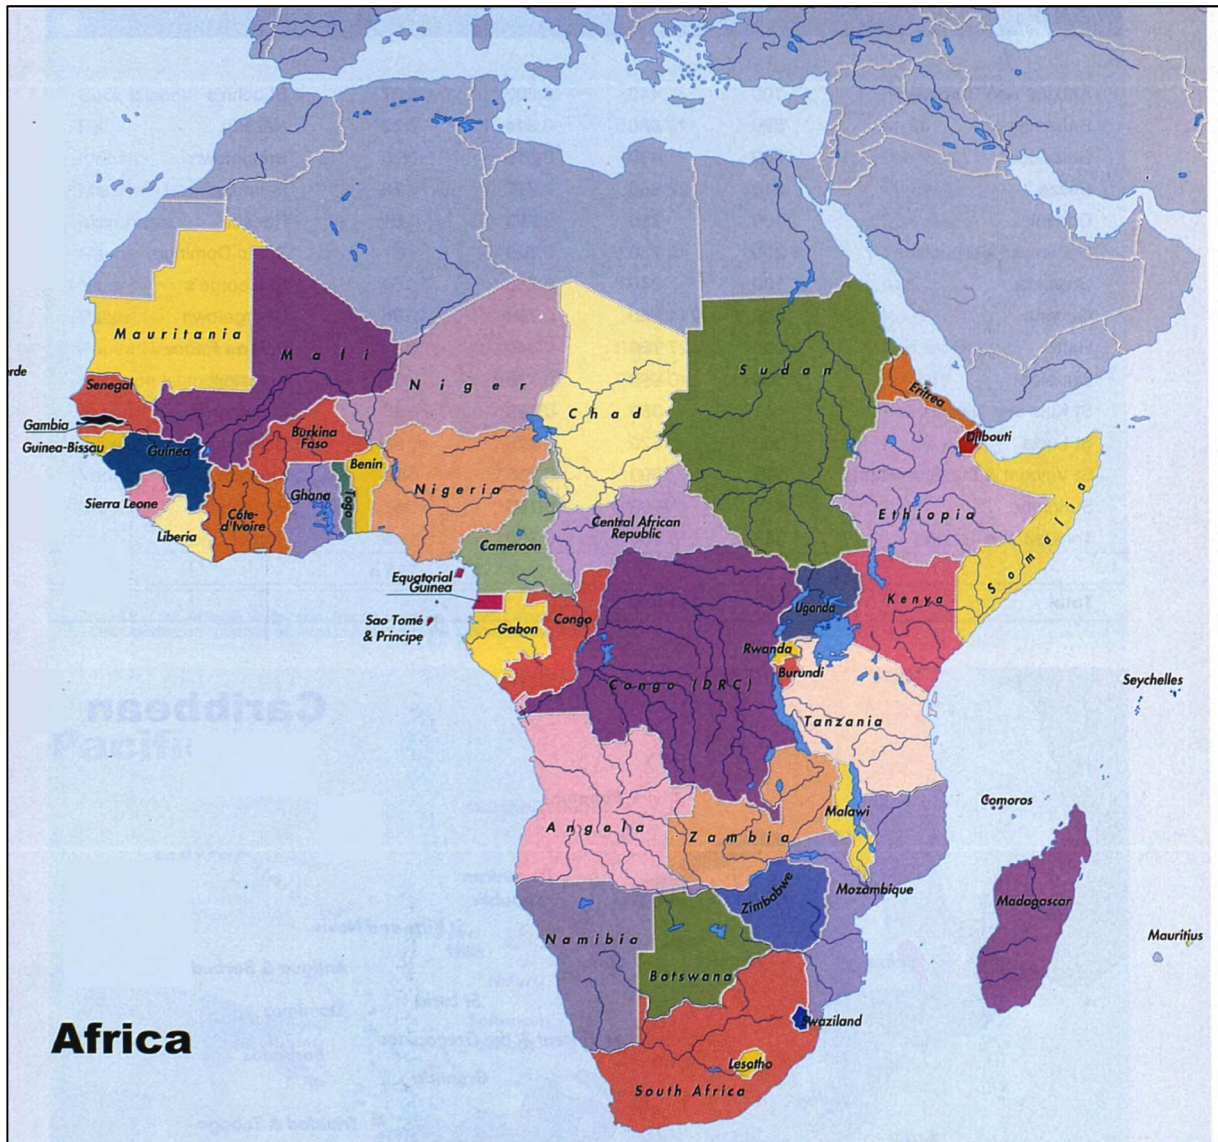 Mauritania
Mali
Niger
Chad
Sudan
Eritrea
Djibouti
erde
Senegal
Gambia
Guinea-Bissau
Guinea
Sierra Leone
Liberia
Burkina
Faso
Côte-
d'Ivoire
Ghana
Togo
Benin
Nigeria
Cameroon
Central African
Republic
Ethiopia
Somalia
Equatorial
Guinea
Sao Tomé
& Principe
Gabon
Congo
Congo (DRC)
Uganda
Kenya
Rwanda
Burundi
Tanzania
Seychelles
Comoros
Angola
Zambia
Malawi
Mozambique
Zimbabwe
Madagascar
Mauritius
Namibia
Botswana
Swaziland
Lesotho
South Africa
Africa